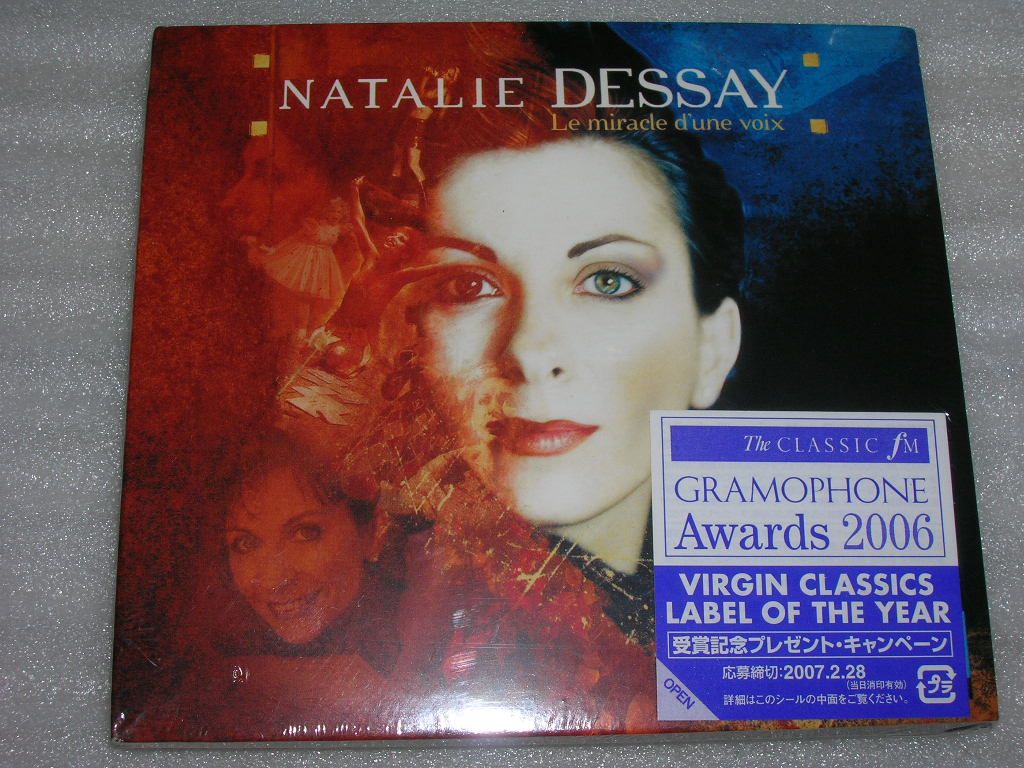 NATALIE DESSAY
Le miracle d'une voix
The CLASSIC fM
GRAMOPHONE
Awards 2006
VIRGIN CLASSICS
LABEL OF THE YEAR
受賞記念プレゼント・キャンペーン
応募締切:2007.2.28
(当日消印有効)
詳細はこのシールの中面をご覧ください。
OPEN
プラ